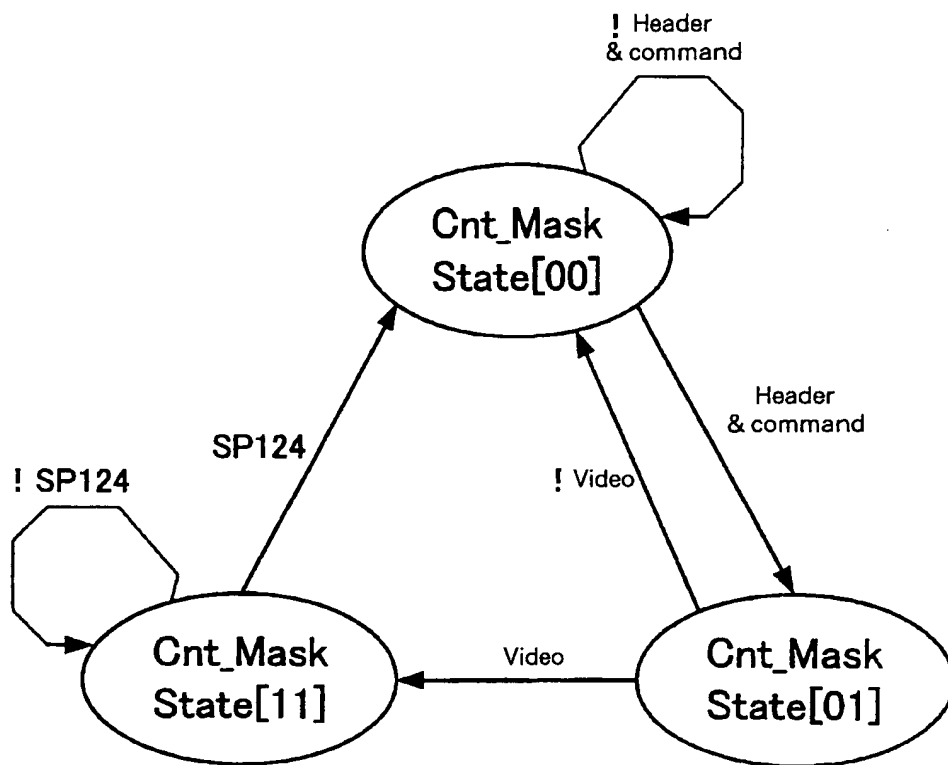 ! Header
& command
Cnt_Mask
State[00]
Header
& command
SP124
! Video
! SP124
Cnt_Mask
State[11]
Video
Cnt_Mask
State[01]